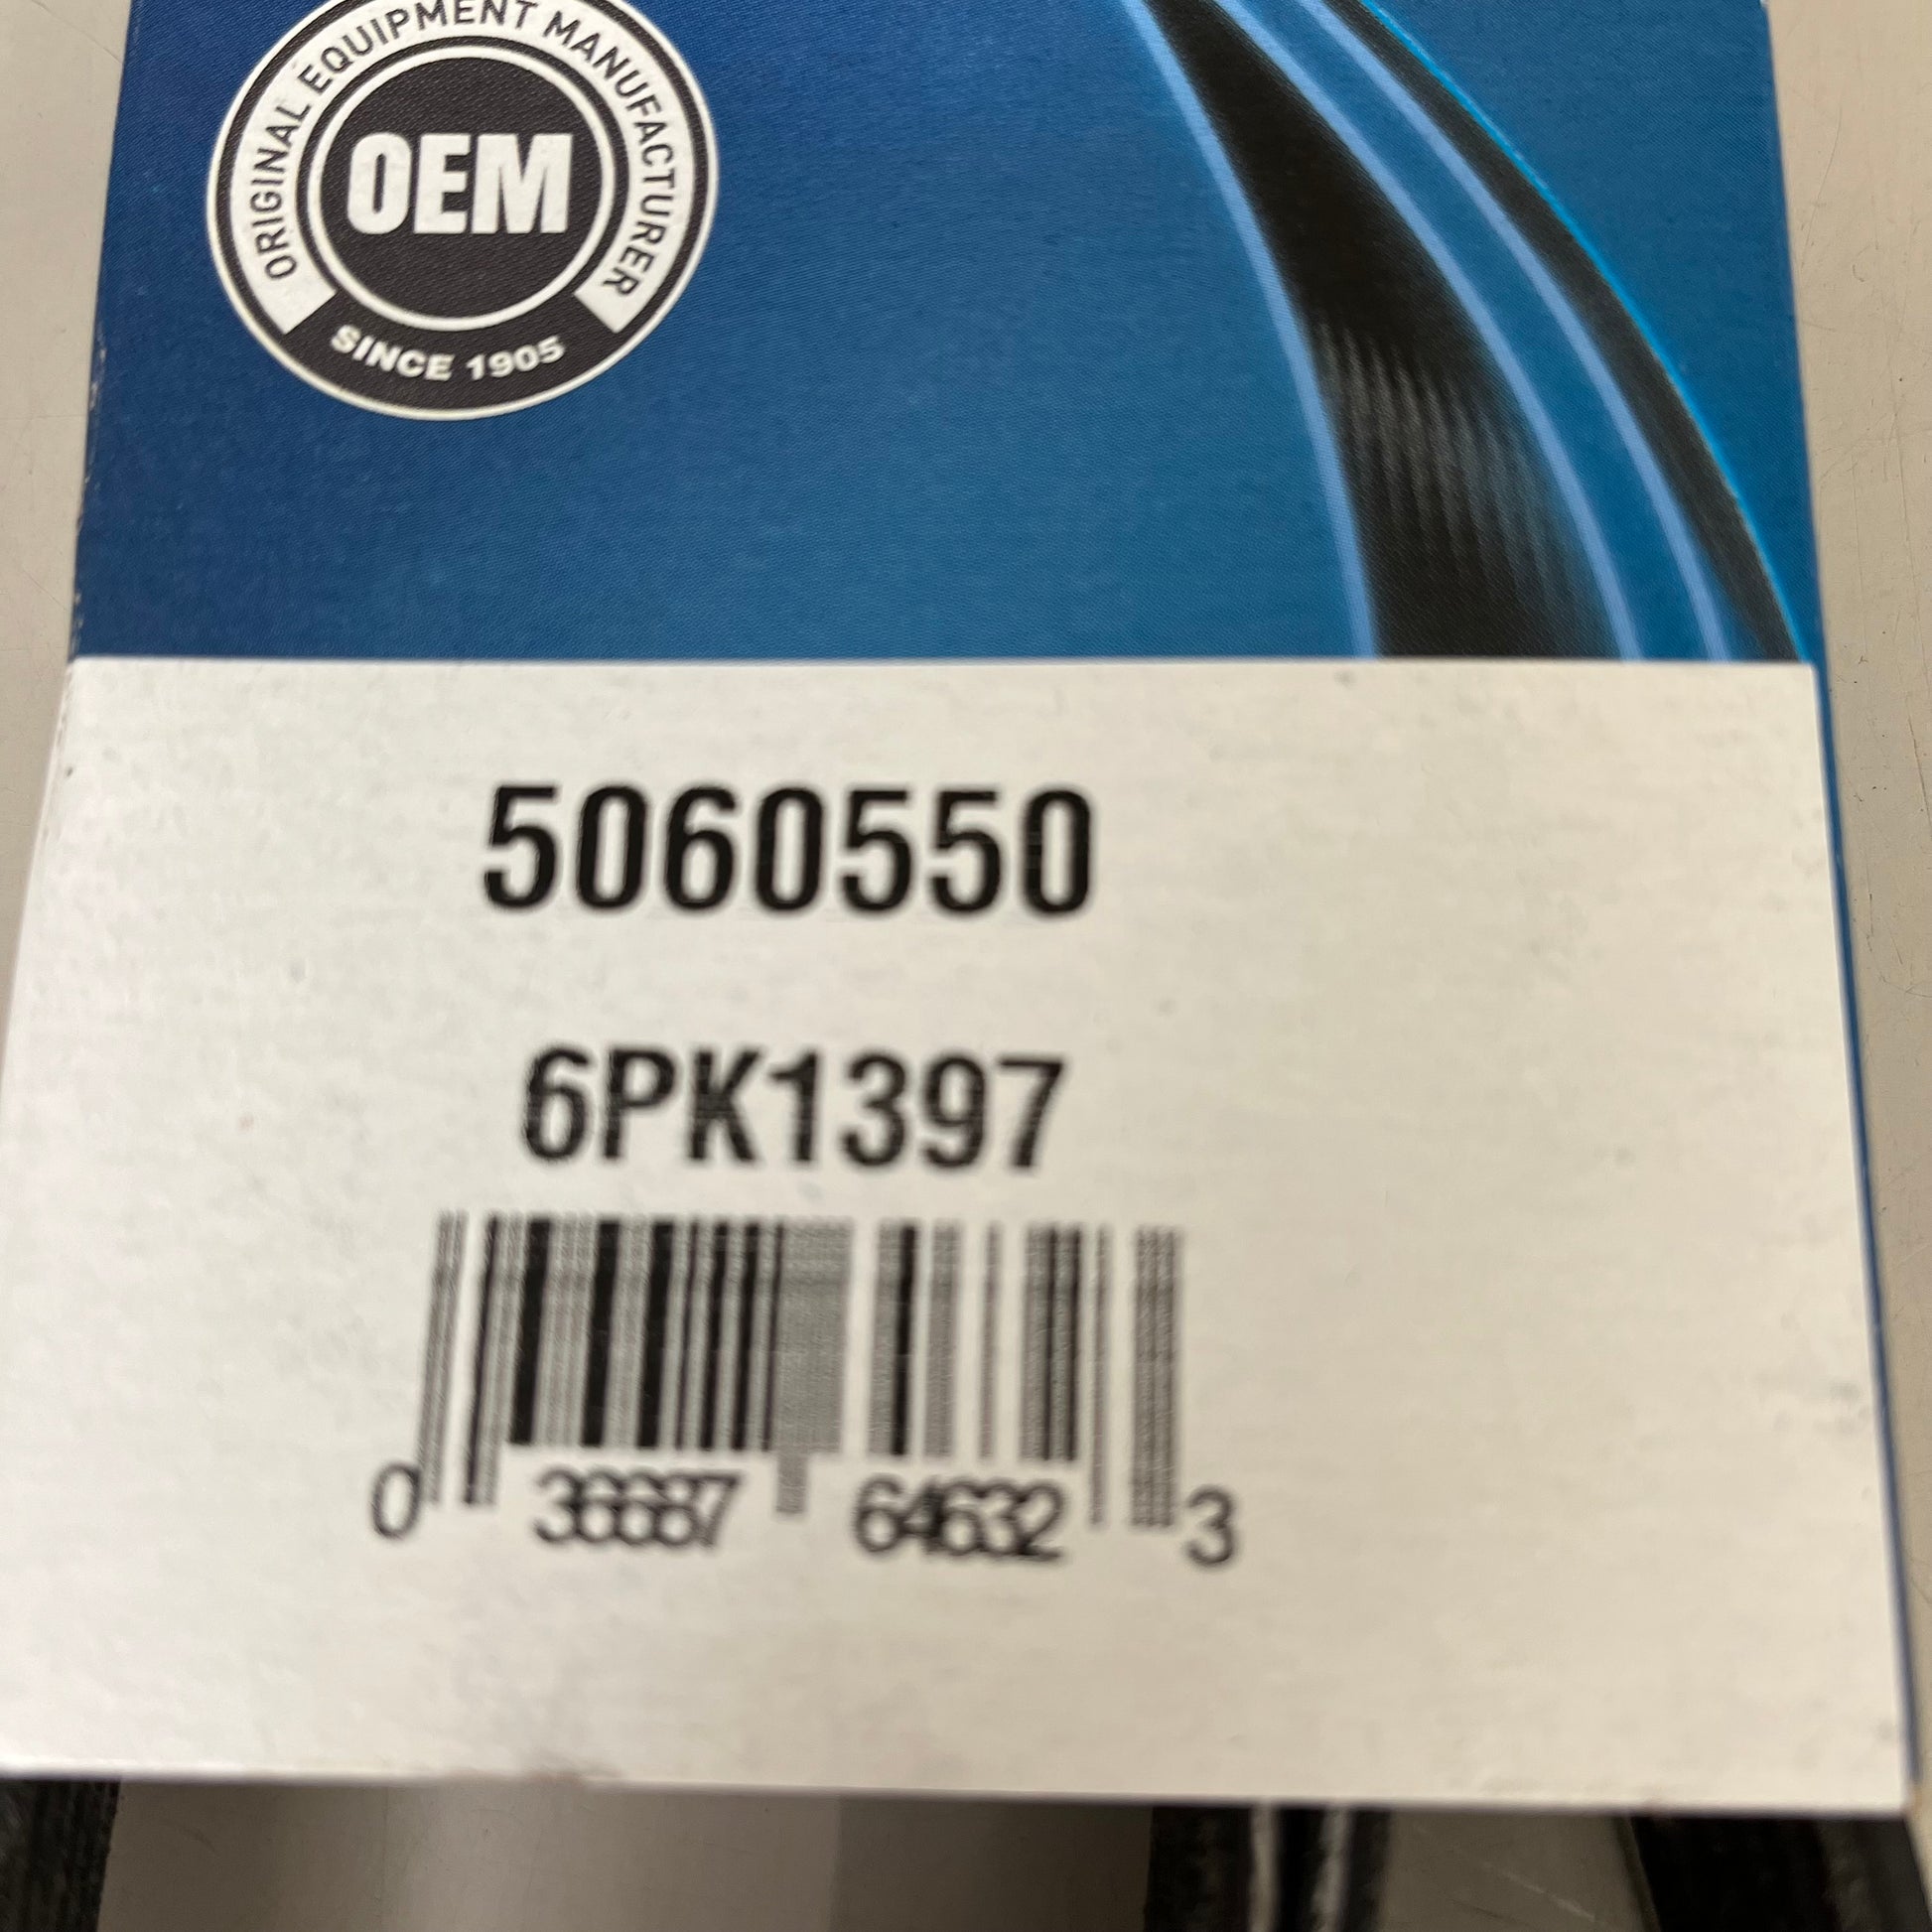 ORIGINAL EQUIPMENT MANUFACTURER
OEM
SINCE 1905
5060550
6PK1397
0 36687 64632 3